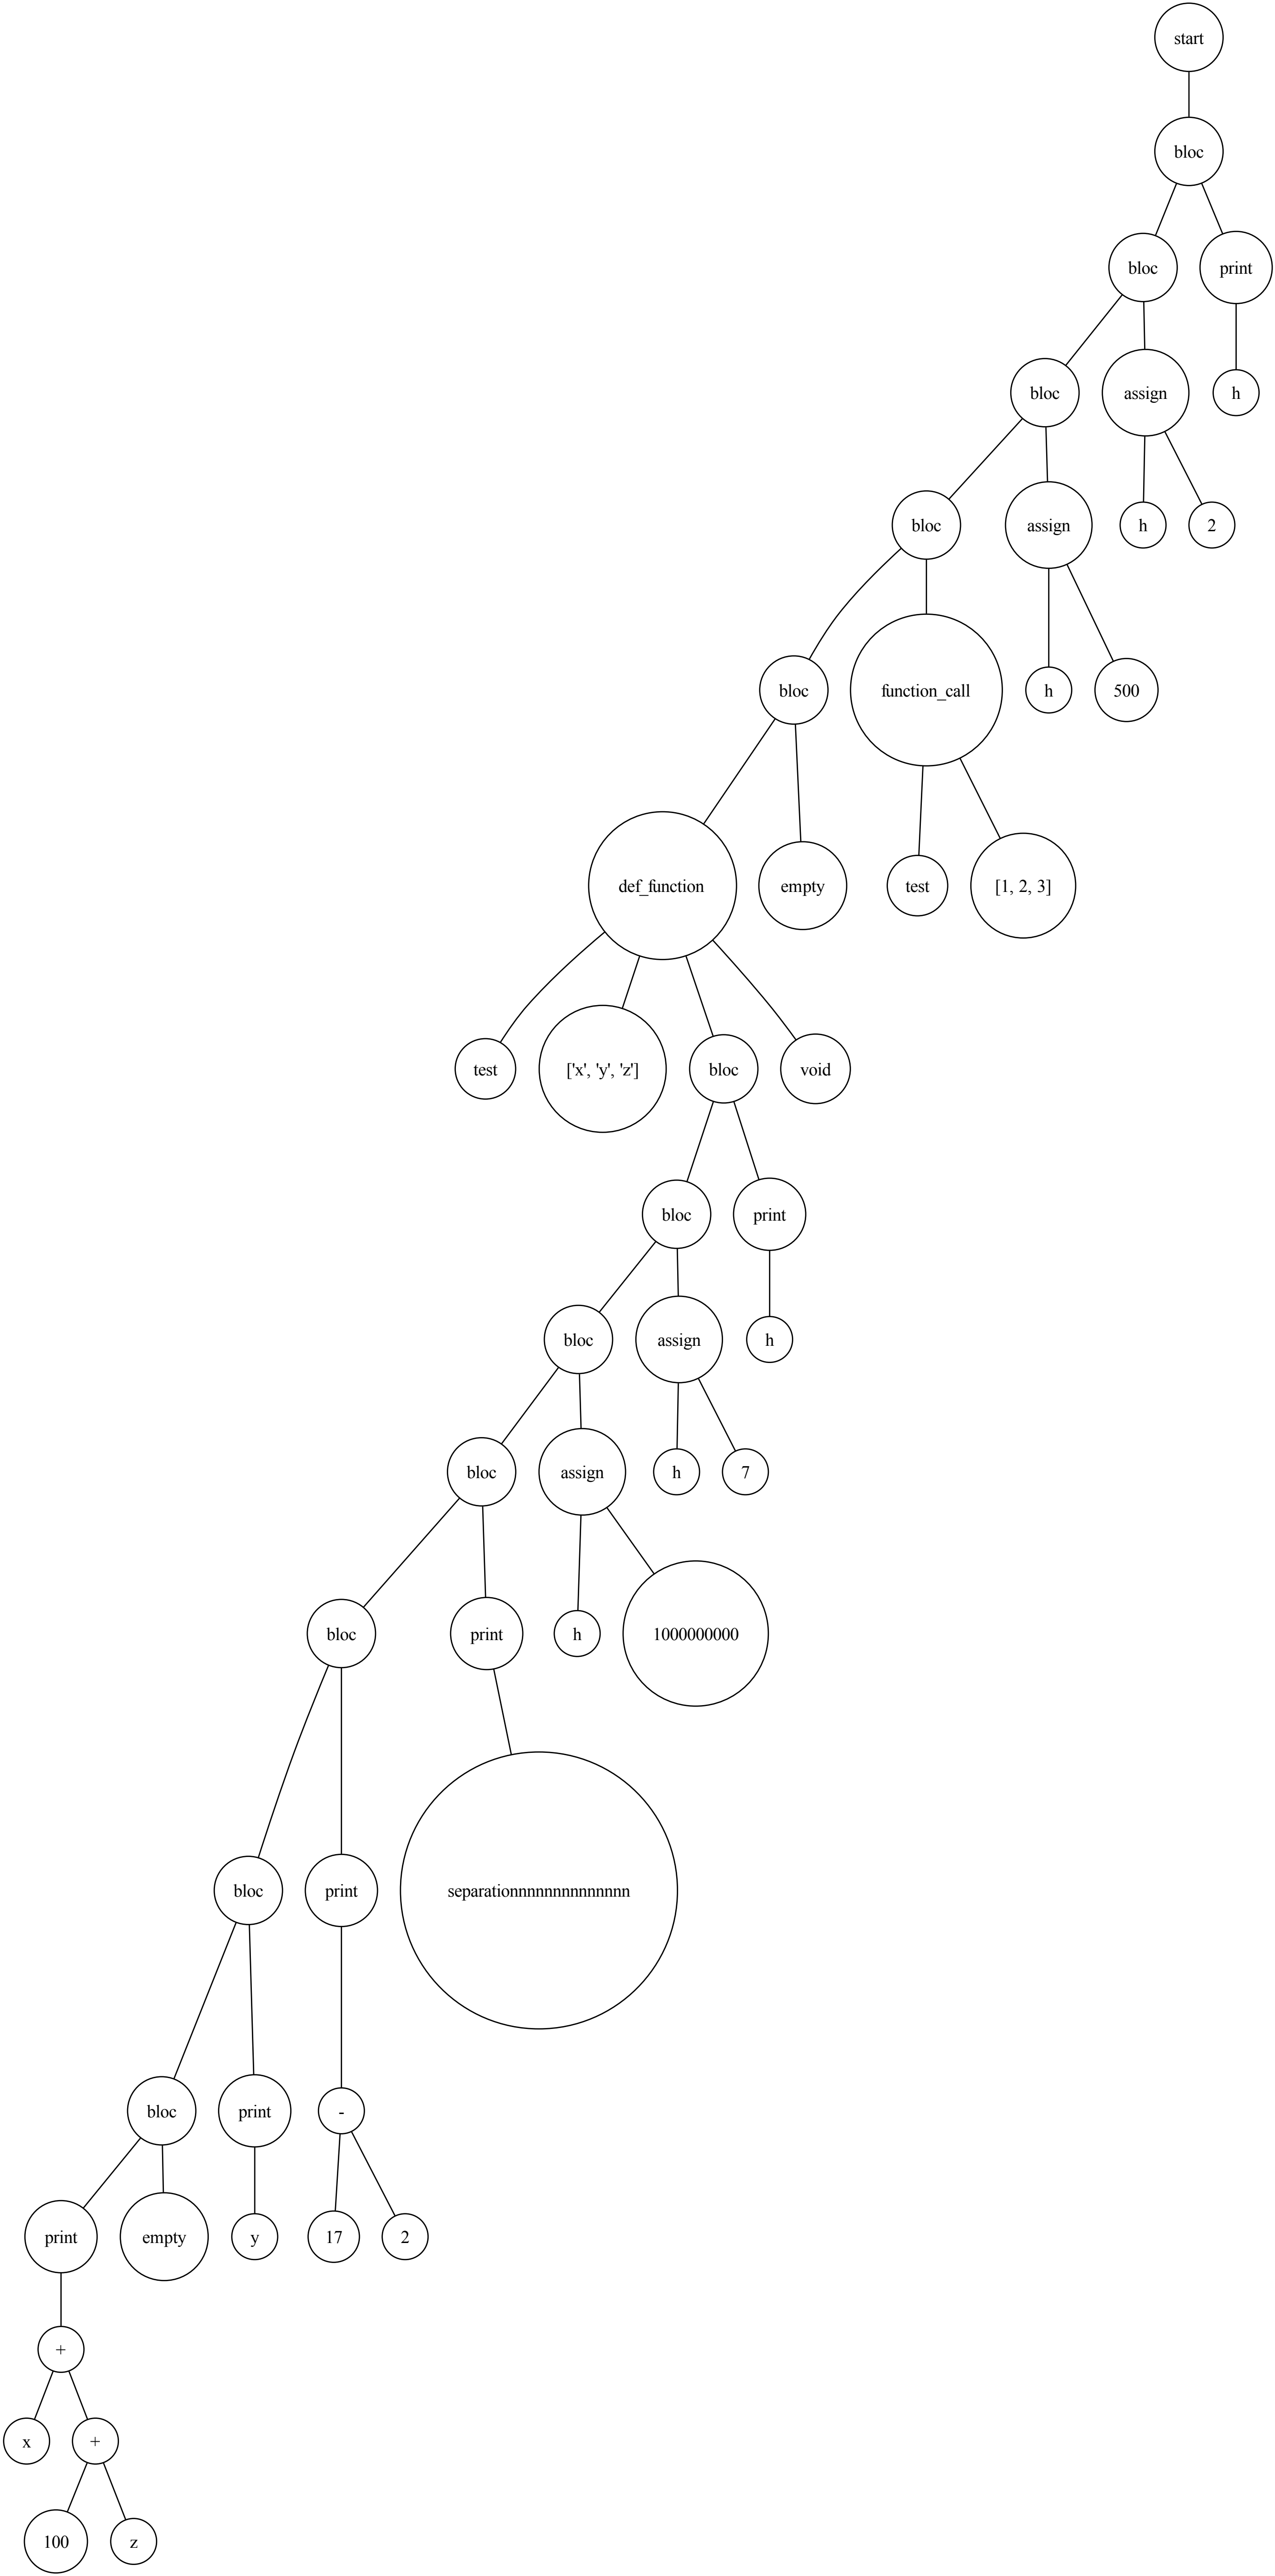 start
bloc
bloc
print
bloc
assign
h
bloc
assign
h
2
bloc
function_call
h
500
def_function
empty
test
[1, 2, 3]
test
['x', 'y', 'z']
bloc
void
bloc
print
bloc
assign
h
bloc
assign
h
7
bloc
print
h
1000000000
bloc
print
separationnnnnnnnnnnnnnn
bloc
print
-
print
empty
y
17
2
+
x
+
100
z